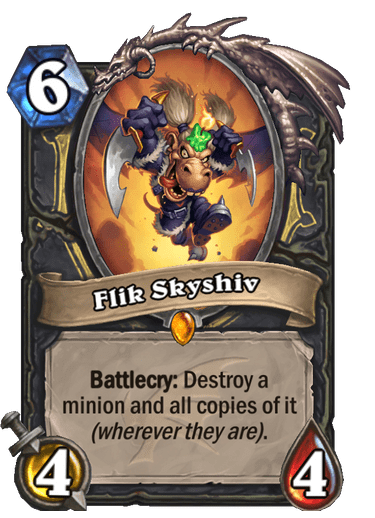 6
Flik Skyshiv
Battlecry: Destroy a
minion and all copies of it
(wherever they are).
4
4